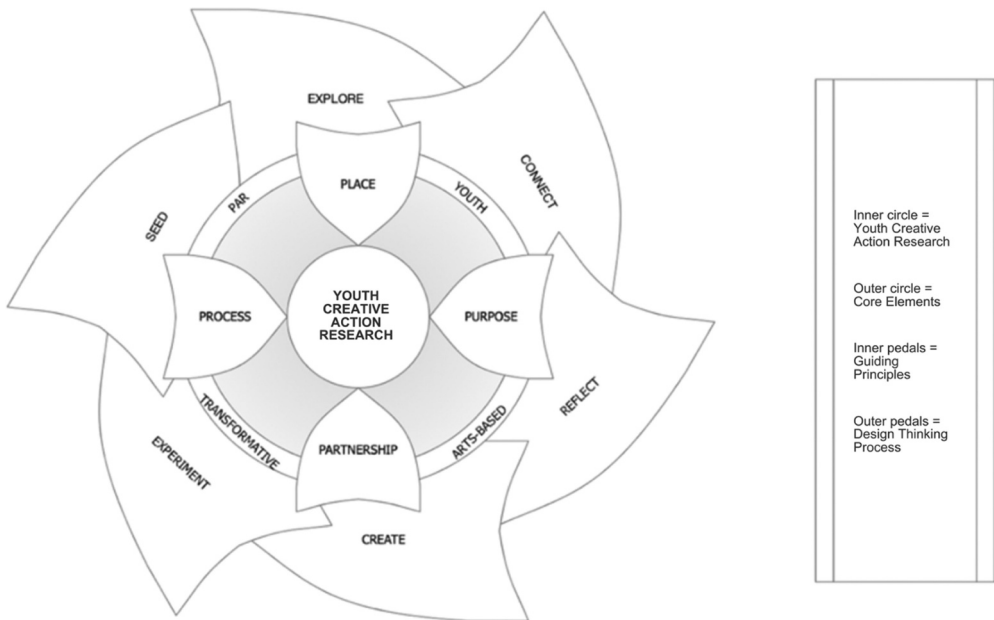 EXPLORE
CONNECT
REFLECT
CREATE
EXPERIMENT
SEED
PAR
YOUTH
ARTS-BASED
TRANSFORMATIVE
PLACE
PURPOSE
PARTNERSHIP
PROCESS
YOUTH
CREATIVE
ACTION
RESEARCH
Inner circle =
Youth Creative
Action Research
Outer circle =
Core Elements
Inner pedals =
Guiding
Principles
Outer pedals =
Design Thinking
Process